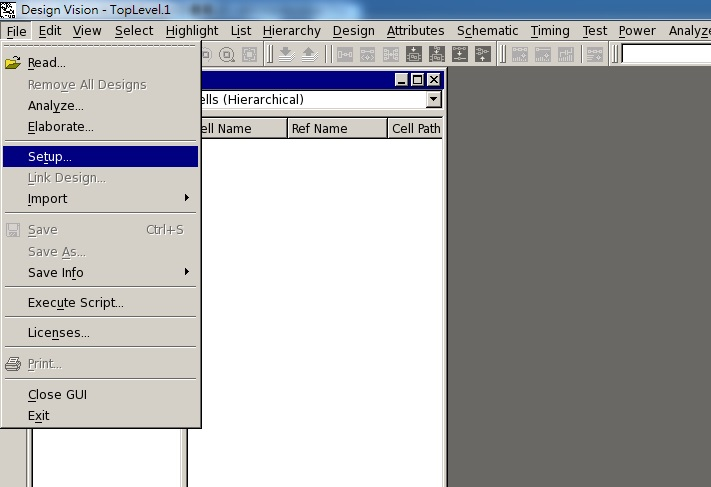 Design Vision - TopLevel.1
File Edit View Select Highlight List Hierarchy Design Attributes Schematic Timing Test Power Analyze
Read...
Remove All Designs
Analyze...
Elaborate...
Setup...
Link Design...
Import
Save Ctrl+S
Save As...
Save Info
Execute Script...
Licenses...
Print...
Close GUI
Exit
ells (Hierarchical)
ell Name Ref Name Cell Path